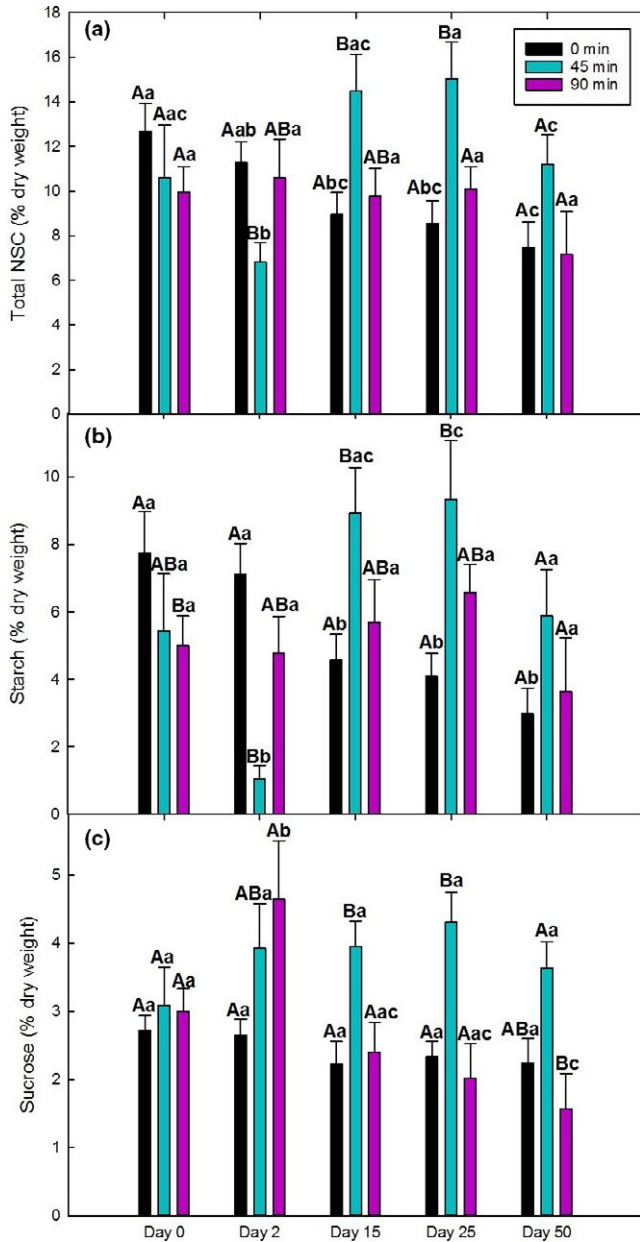 (a)
0 min
45 min
90 min
Total NSC (% dry weight)
18
16
14
12
10
8
6
4
2
0
Aa
Aac
Aa
Aab
Bb
ABa
Abc
Bac
ABa
Abc
Ba
Aa
Ac
Ac
Aa
(b)
Starch (% dry weight)
10
8
6
4
2
0
Aa
ABa
Ba
Aa
Bb
ABa
Ab
Bac
ABa
Ab
Bc
ABa
Ab
Aa
Aa
(c)
Sucrose (% dry weight)
5
4
3
2
1
0
Aa
Aa
Aa
Aa
ABa
Ab
Aa
Ba
Aac
Aa
Ba
Aac
ABa
Aa
Bc
Day 0 Day 2 Day 15 Day 25 Day 50